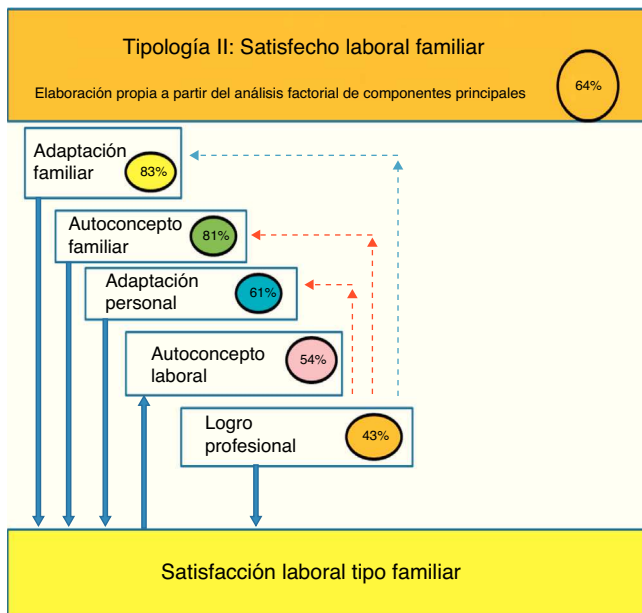 Tipología II: Satisfecho laboral familiar
Elaboración propia a partir del análisis factorial de componentes principales
64%
Adaptación
familiar
83%
Autoconcepto
familiar
81%
Adaptación
personal
61%
Autoconcepto
laboral
54%
Logro
profesional
43%
Satisfacción laboral tipo familiar